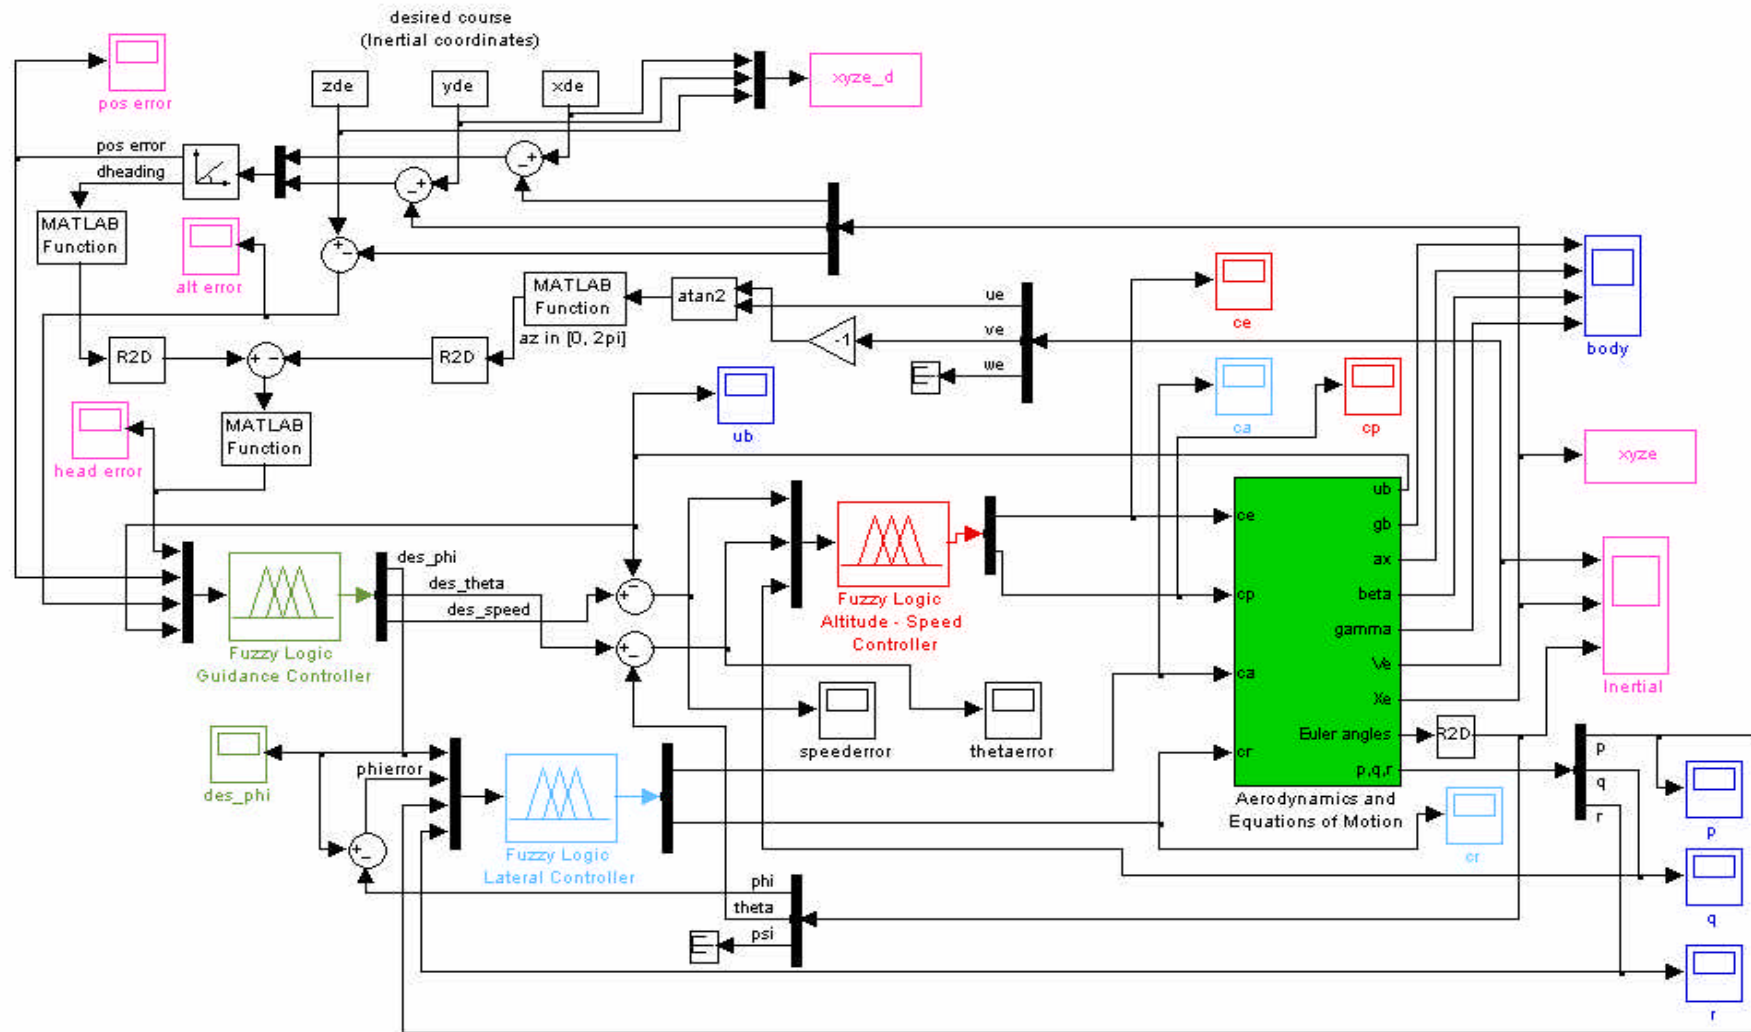 desired course
(Inertial coordinates)
pos error
zde
yde
xde
xyze_d
pos error
dheading
MATLAB
Function
alt error
MATLAB
Function
az in [0, 2pi]
atan2
-1
ue
ve
we
ce
body
R2D
R2D
ub
ca
cp
head error
MATLAB
Function
xyze
des_phi
des_theta
des_speed
Fuzzy Logic
Guidance Controller
Fuzzy Logic
Altitude - Speed
Controller
ce
cp
ca
cr
ub
gb
ax
beta
gamma
Ve
Xe
Euler angles
p,q,r
Aerodynamics and
Equations of Motion
R2D
Inertial
speederror
thetaerror
des_phi
phierror
Fuzzy Logic
Lateral Controller
cr
p
q
r
p
q
r
phi
theta
psi